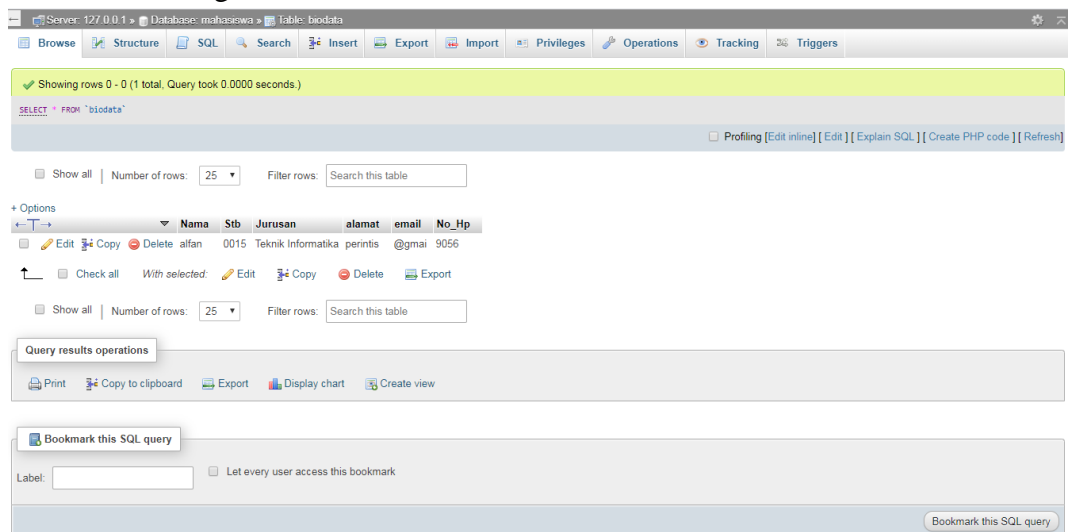 Server: 127.0.0.1 » Database: mahasiswa » Table: biodata
Browse Structure SQL Search Insert Export Import Privileges Operations Tracking Triggers
Showing rows 0 - 0 (1 total, Query took 0.0000 seconds.)
SELECT * FROM `biodata`
Profiling [Edit inline] [ Edit ] [ Explain SQL ] [ Create PHP code ] [ Refresh]
Show all | Number of rows: 25 Filter rows: Search this table
+ Options
←T→ Nama Stb Jurusan alamat email No_Hp
Edit Copy Delete alfan 0015 Teknik Informatika perintis @gmai 9056
Check all With selected: Edit Copy Delete Export
Show all | Number of rows: 25 Filter rows: Search this table
Query results operations
Print Copy to clipboard Export Display chart Create view
Bookmark this SQL query
Label: Let every user access this bookmark
Bookmark this SQL query